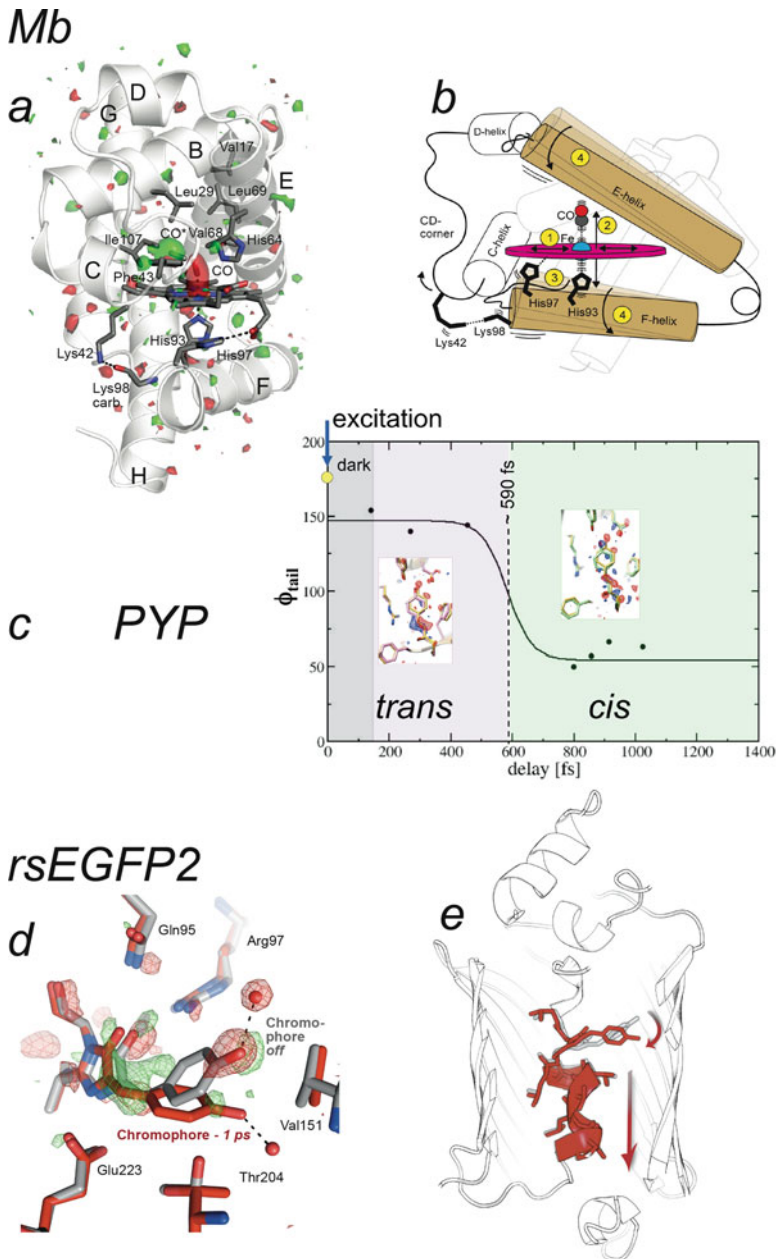 Mb
a
D
G
B
Val17
E
Leu29
Leu69
CO*
Val68
Ile107
His64
C
Phe43
CO
Lys42
His93
His97
Lys98
carb.
F
H
b
D-helix
4
E-helix
CD-
corner
C-helix
CO
2
1
Fe
3
His97
His93
4
F-helix
Lys42
Lys98
excitation
200
dark
590 fs
150
ϕtail
100
50
0
trans
cis
0
200
400
600
800
1000
1200
1400
delay [fs]
c
PYP
rsEGFP2
d
Gln95
Arg97
Chromo-
phore
off
Val151
Chromophore - 1 ps
Glu223
Thr204
e